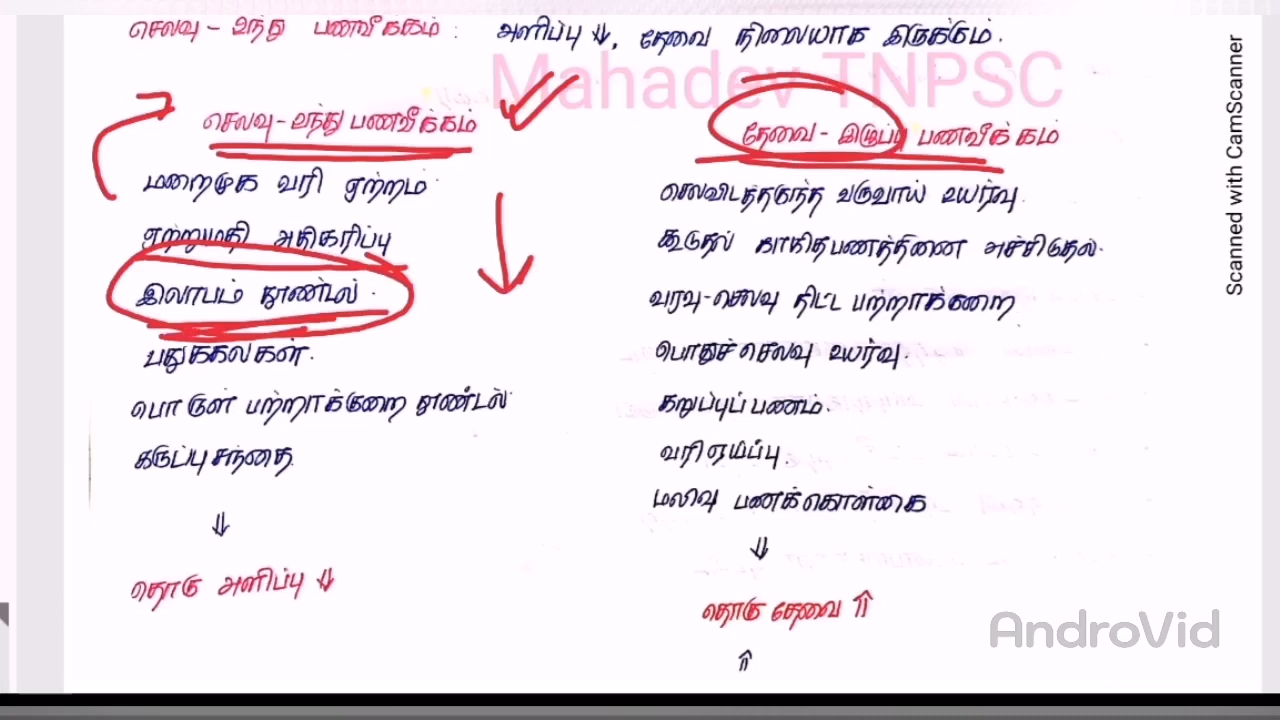 செலவு - உந்து பணவீக்கம் : அளிப்பு ⇓, தேவை நிலையாக இருக்கும்.
Mahadev TNPSC
செலவு - உந்து பணவீக்கம்
மறைமுக வரி ஏற்றம்
ஏற்றுமதி அதிகரிப்பு
இலாபம் தூண்டல்
பதுக்கல்கள்.
பொருள் பற்றாக்குறை தூண்டல்
கருப்பு சந்தை
⇓
தொகு அளிப்பு ⇓
தேவை - இழுப்பு பணவீக்கம்
செலவிடத்தகுந்த வருவாய் உயர்வு.
கூடுதல் காகிதபணத்தினை அச்சிடுதல்.
வரவு - செலவு திட்ட பற்றாக்குறை
பொதுச் செலவு உயர்வு.
கறுப்புப் பணம்.
வரி ஏய்ப்பு.
மலிவு பணக்கொள்கை
⇓
தொகு தேவை ⇑
⇑
Scanned with CamScanner
AndroVid